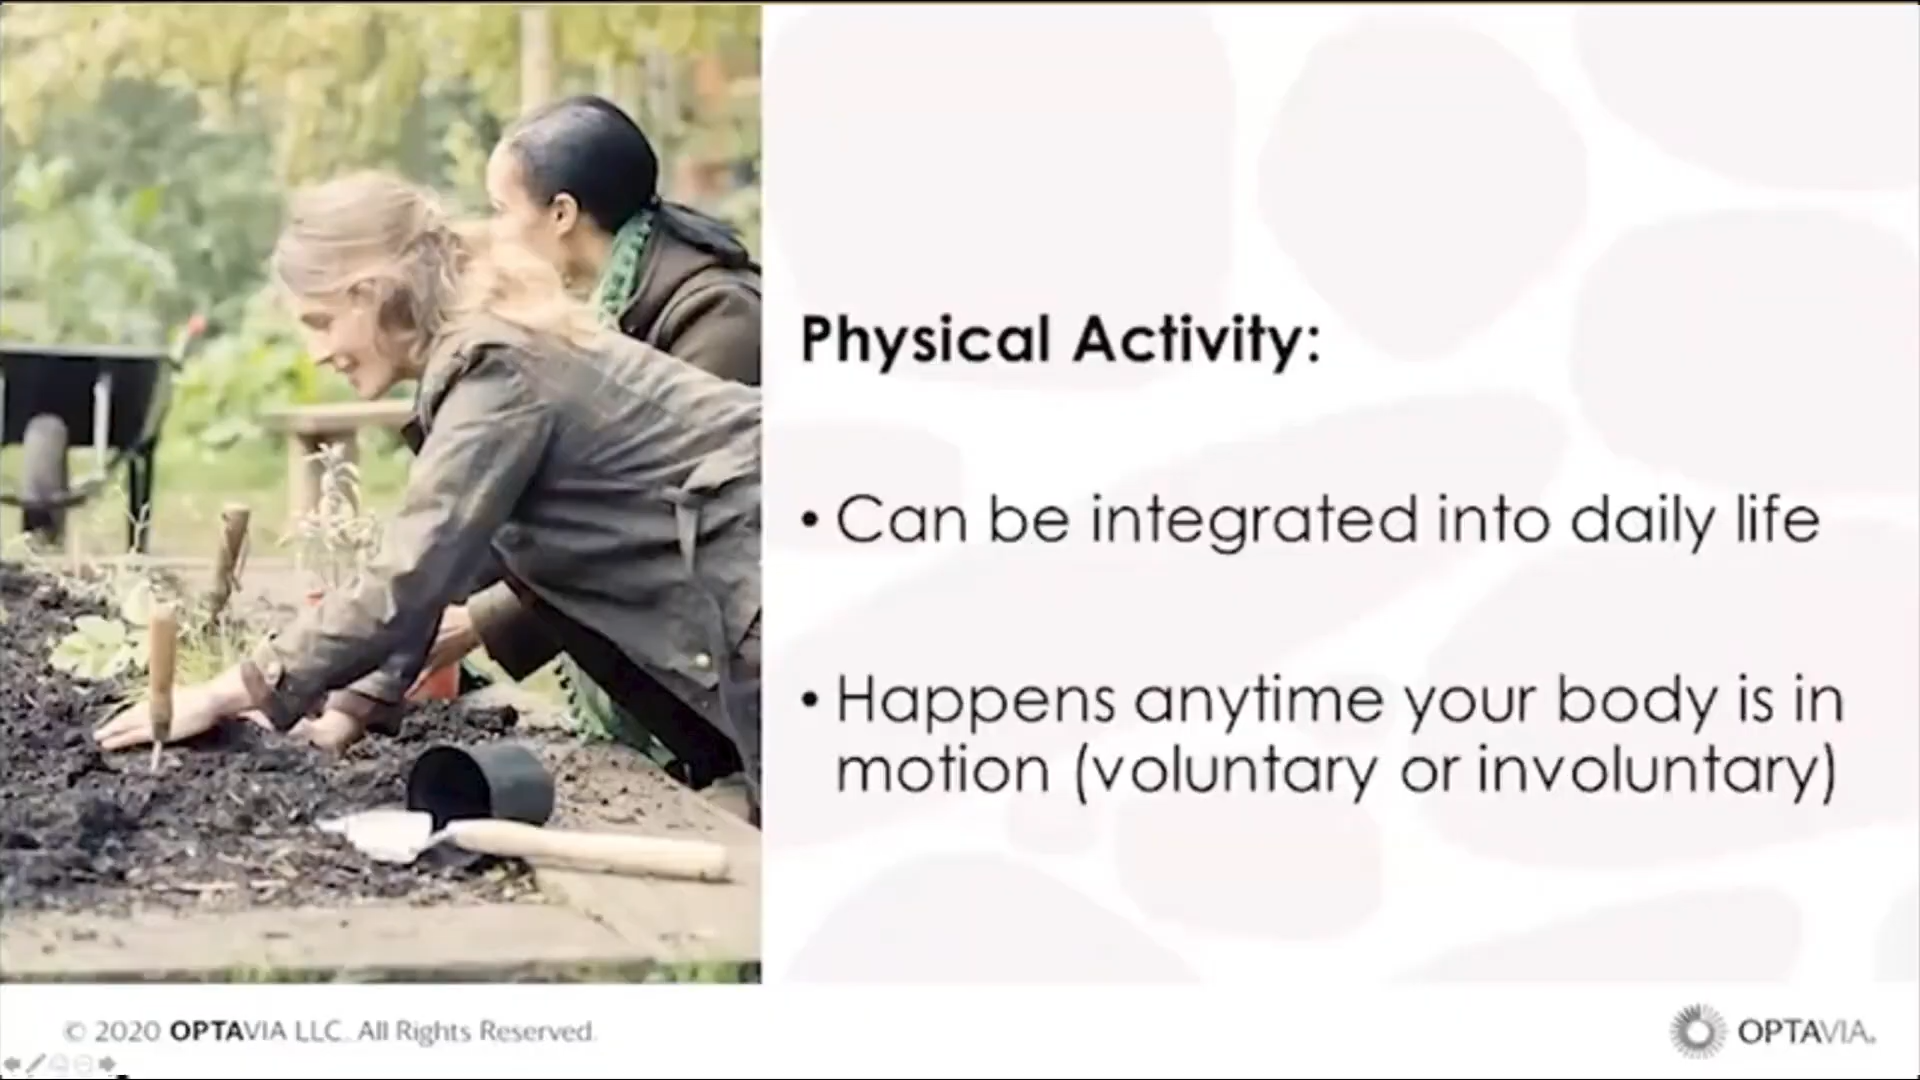 Physical Activity:
• Can be integrated into daily life
• Happens anytime your body is in
motion (voluntary or involuntary)
© 2020 OPTAVIA LLC. All Rights Reserved.
OPTAVIA.